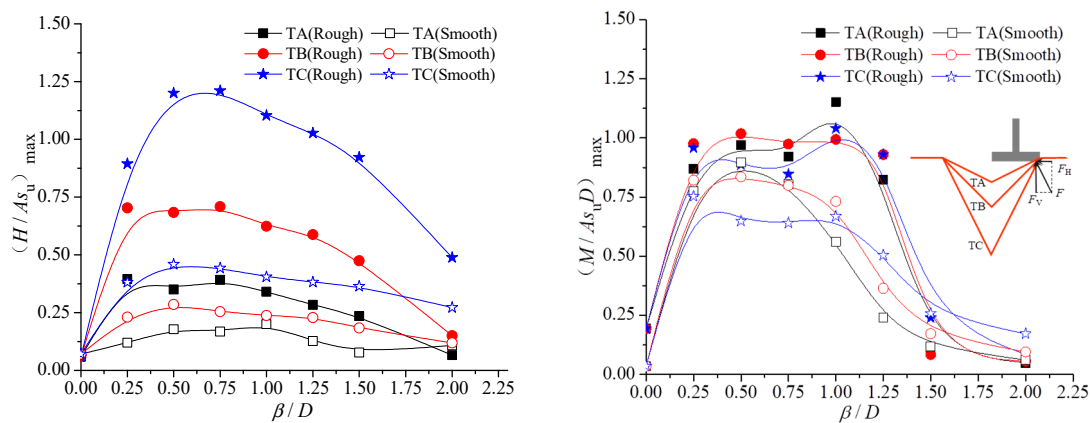 1.50
1.25
1.00
0.75
0.50
0.25
0.00
(H/As_u)_max
TA(Rough) TA(Smooth)
TB(Rough) TB(Smooth)
TC(Rough) TC(Smooth)
0.00 0.25 0.50 0.75 1.00 1.25 1.50 1.75 2.00 2.25
β/D
1.50
1.25
1.00
0.75
0.50
0.25
0.00
(M/As_uD)_max
TA(Rough) TA(Smooth)
TB(Rough) TB(Smooth)
TC(Rough) TC(Smooth)
TA
TB
TC
F_H
F_V
F
0.00 0.25 0.50 0.75 1.00 1.25 1.50 1.75 2.00 2.25
β/D